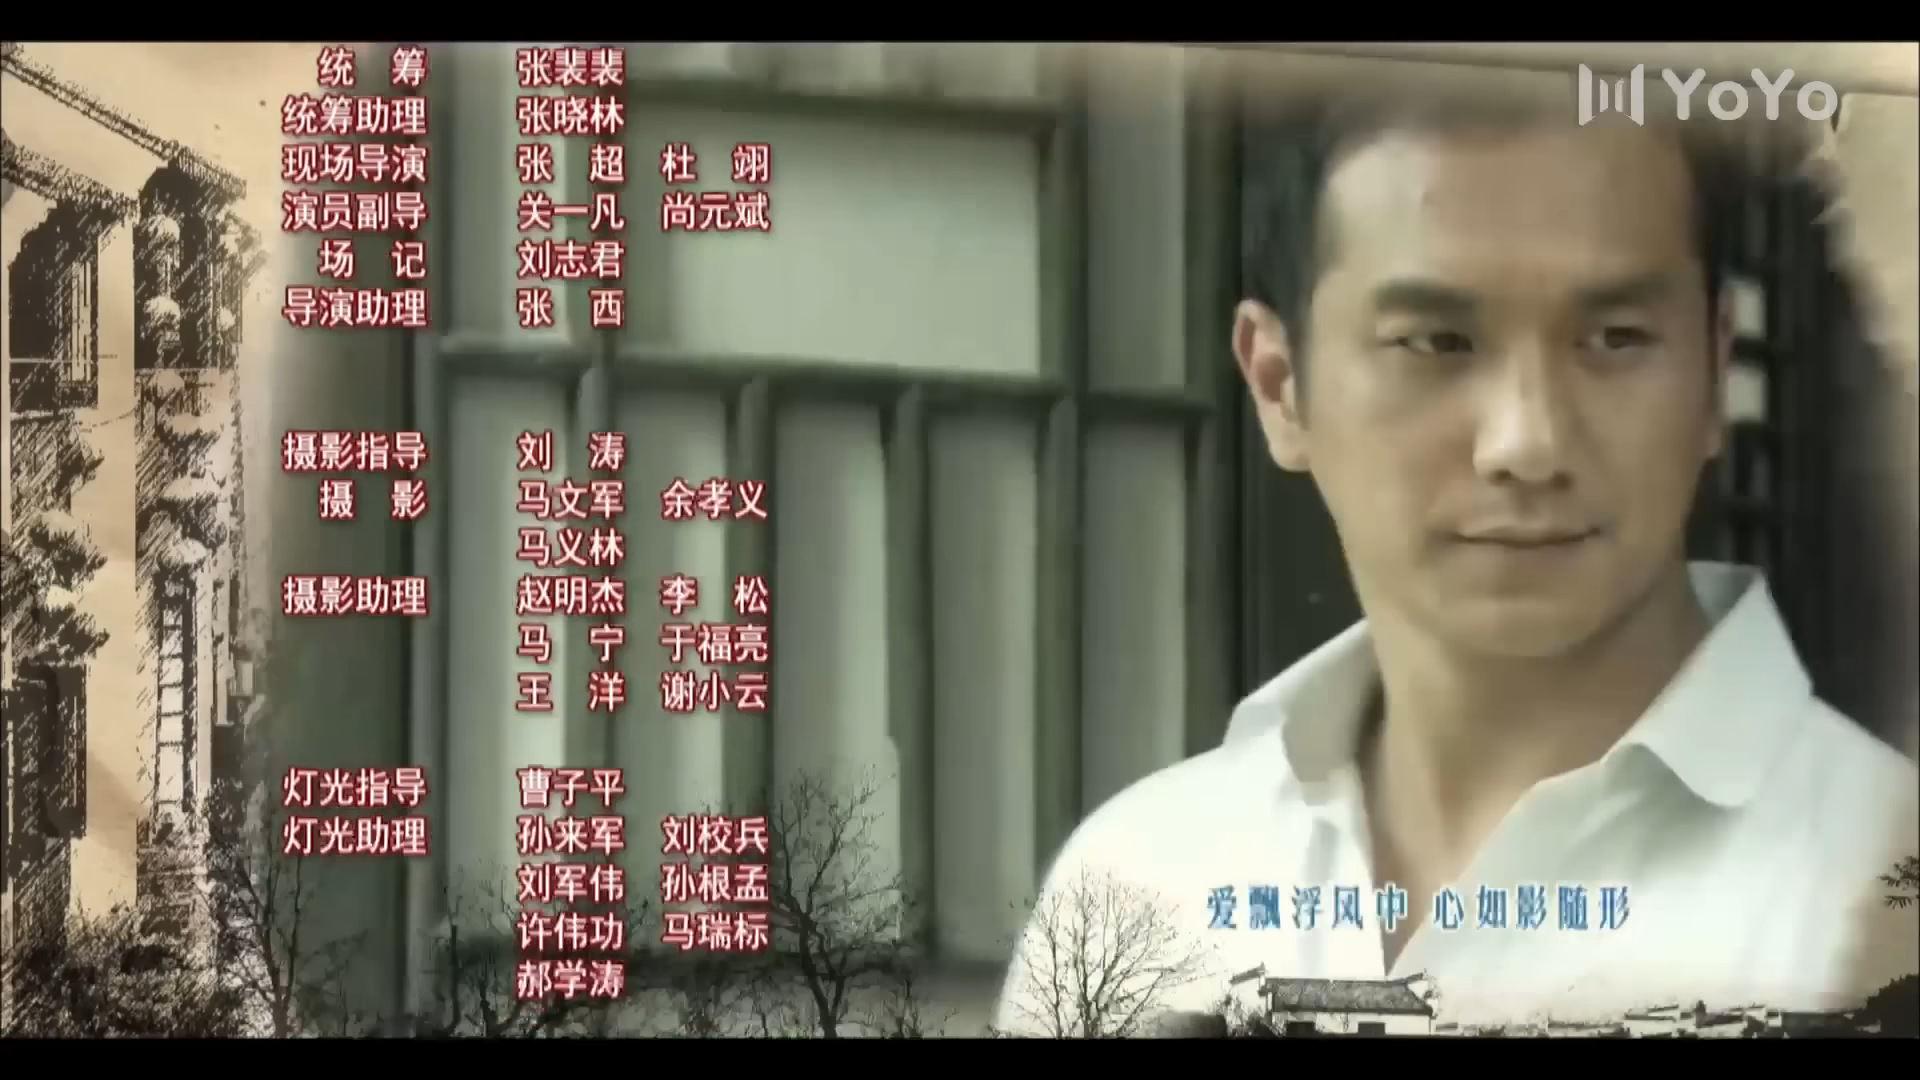 统 筹 张裴裴
统筹助理 张晓林
现场导演 张 超 杜 翊
演员副导 关一凡 尚元斌
场 记 刘志君
导演助理 张 西
摄影指导 刘 涛
摄 影 马文军 余孝义
马义林
摄影助理 赵明杰 李 松
马 宁 于福亮
王 洋 谢小云
灯光指导 曹子平
灯光助理 孙来军 刘校兵
刘军伟 孙根孟
许伟功 马瑞标
郝学涛
爱飘浮风中 心如影随形
YoYo